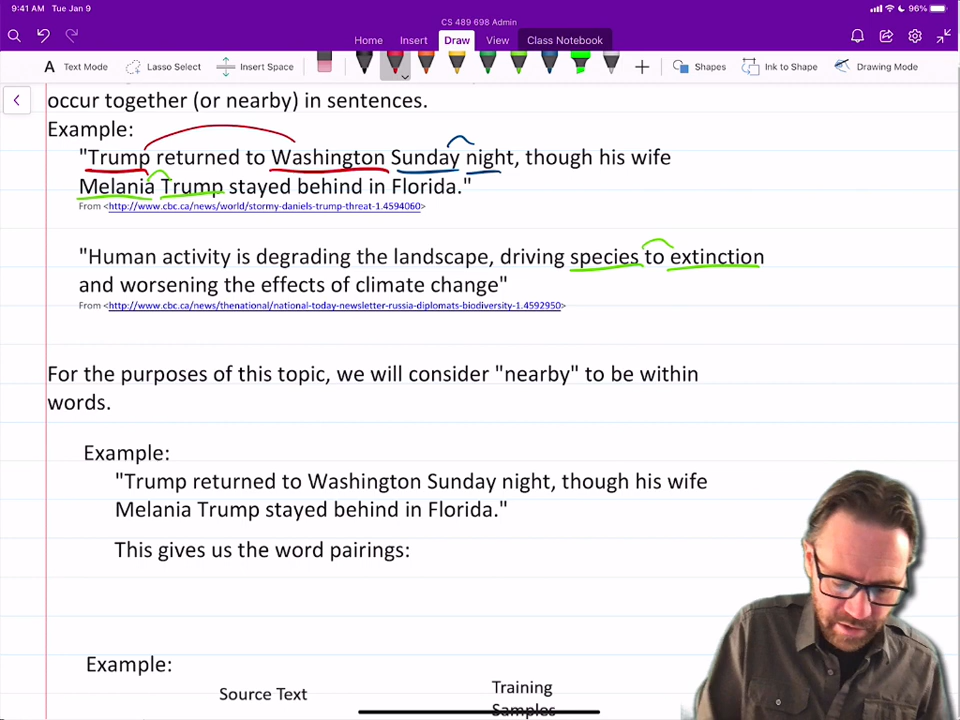 9:41 AM Tue Jan 9
96%
CS 489 698 Admin
Home Insert Draw View Class Notebook
A Text Mode Lasso Select Insert Space Shapes Ink to Shape Drawing Mode
occur together (or nearby) in sentences.
Example:
"Trump returned to Washington Sunday night, though his wife
Melania Trump stayed behind in Florida."
From <http://www.cbc.ca/news/world/stormy-daniels-trump-threat-1.4594060>
"Human activity is degrading the landscape, driving species to extinction
and worsening the effects of climate change"
From <http://www.cbc.ca/news/thenational/national-today-newsletter-russia-diplomats-biodiversity-1.4592950>
For the purposes of this topic, we will consider "nearby" to be within
words.
Example:
"Trump returned to Washington Sunday night, though his wife
Melania Trump stayed behind in Florida."
This gives us the word pairings:
Example:
Source Text Training
Samples